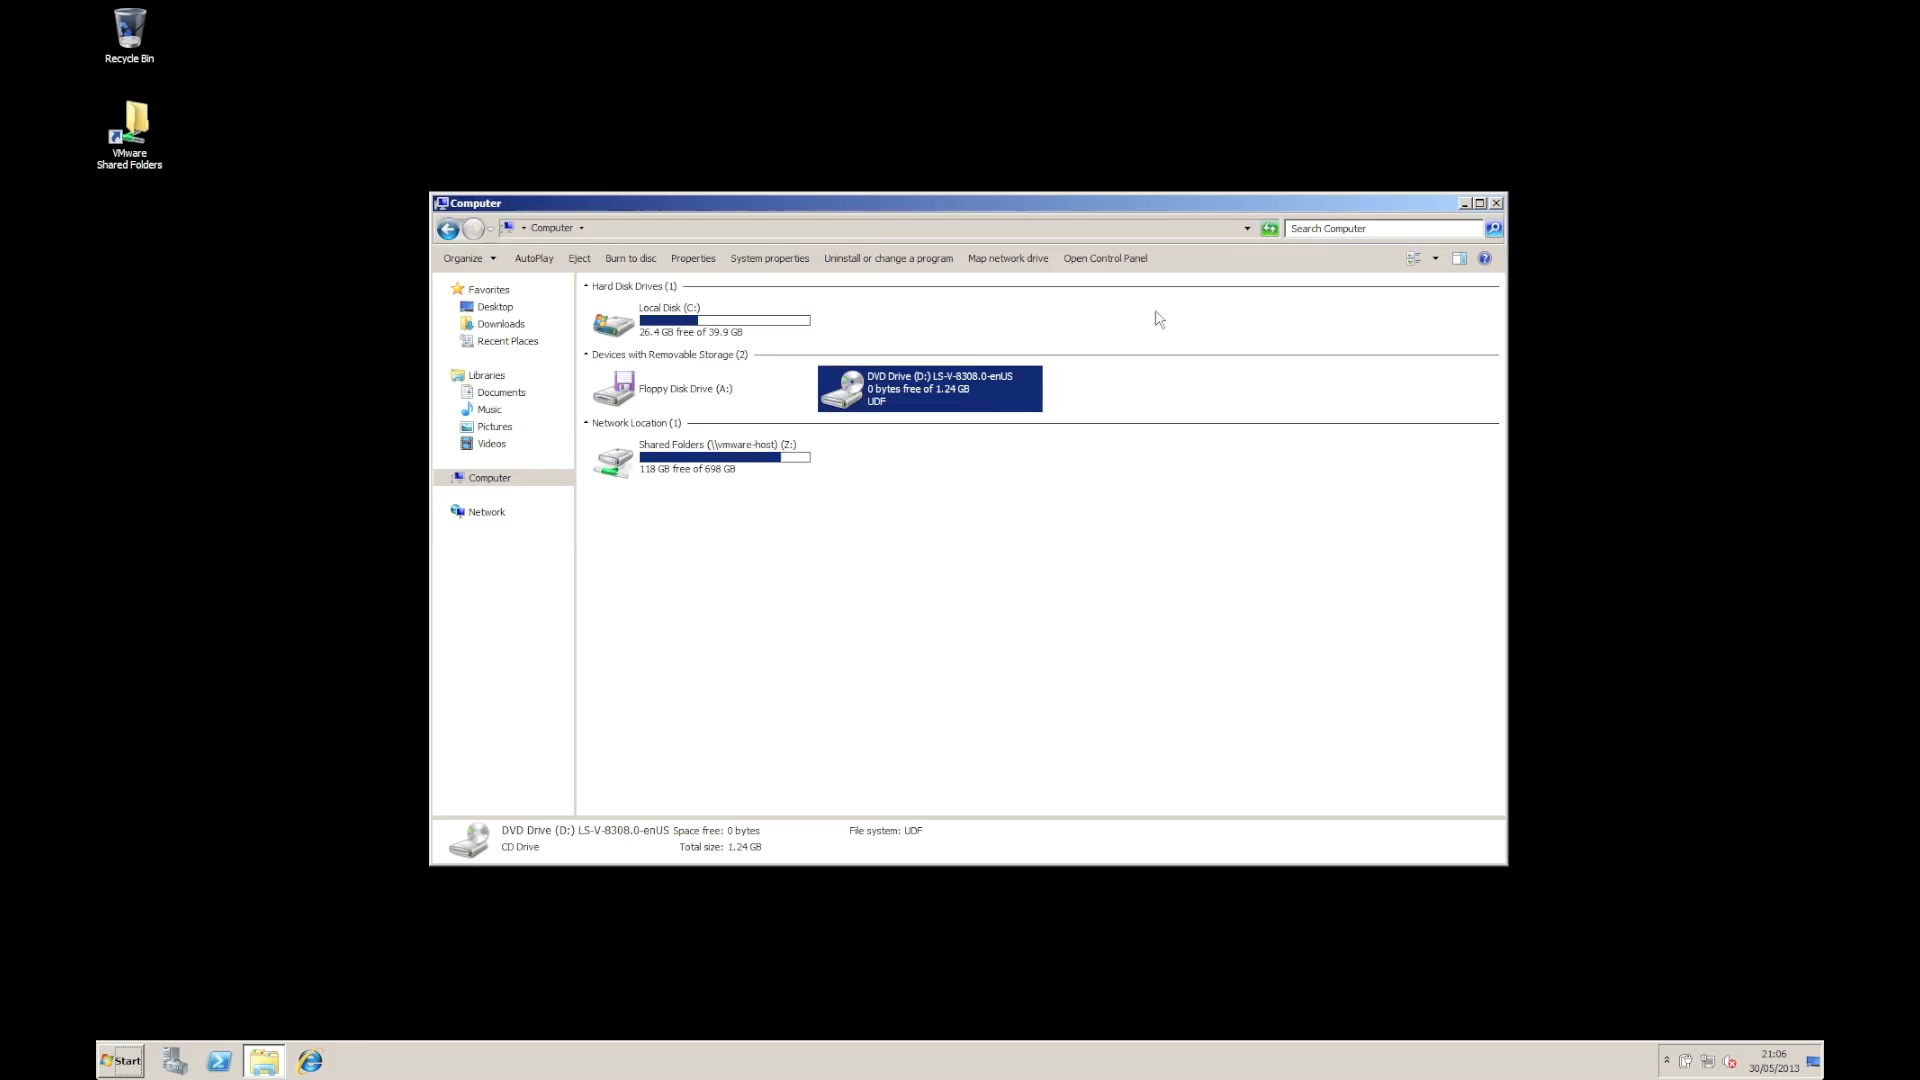 Recycle Bin
VMware
Shared Folders
Computer
Computer
Search Computer
Organize AutoPlay Eject Burn to disc Properties System properties Uninstall or change a program Map network drive Open Control Panel
Favorites
Desktop
Downloads
Recent Places
Libraries
Documents
Music
Pictures
Videos
Computer
Network
Hard Disk Drives (1)
Local Disk (C:)
26.4 GB free of 39.9 GB
Devices with Removable Storage (2)
Floppy Disk Drive (A:)
DVD Drive (D:) LS-V-8308.0-enUS
0 bytes free of 1.24 GB
UDF
Network Location (1)
Shared Folders (\\vmware-host) (Z:)
118 GB free of 698 GB
DVD Drive (D:) LS-V-8308.0-enUS Space free: 0 bytes File system: UDF
CD Drive Total size: 1.24 GB
Start
21:06
30/05/2013